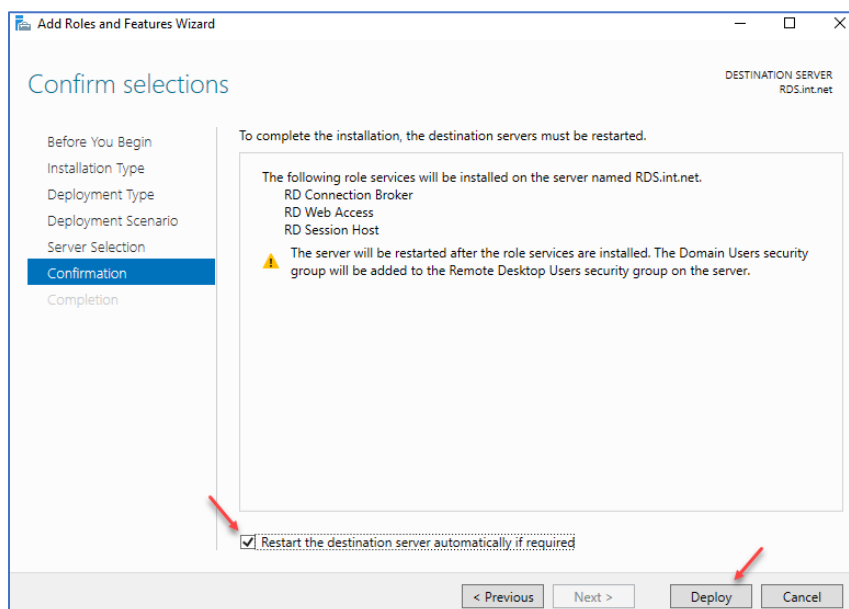 Add Roles and Features Wizard
Confirm selections
DESTINATION SERVER
RDS.int.net
Before You Begin
Installation Type
Deployment Type
Deployment Scenario
Server Selection
Confirmation
Completion
To complete the installation, the destination servers must be restarted.
The following role services will be installed on the server named RDS.int.net.
RD Connection Broker
RD Web Access
RD Session Host
The server will be restarted after the role services are installed. The Domain Users security
group will be added to the Remote Desktop Users security group on the server.
Restart the destination server automatically if required
< Previous
Next >
Deploy
Cancel